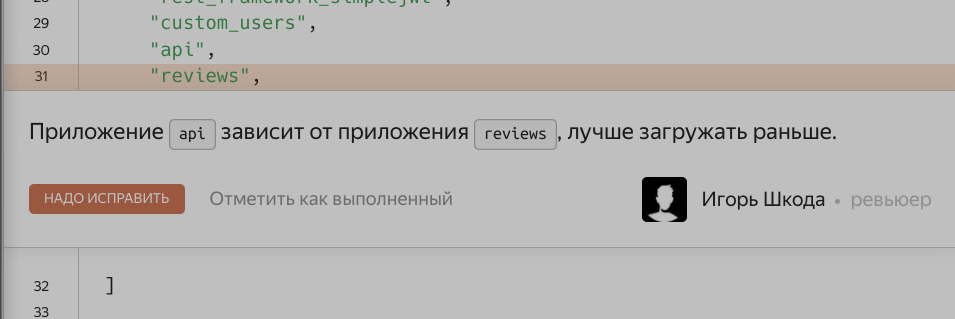 28 "rest_framework_simplejwt",
29 "custom_users",
30 "api",
31 "reviews",
Приложение api зависит от приложения reviews, лучше загружать раньше.
НАДО ИСПРАВИТЬ Отметить как выполненный Игорь Шкода • ревьюер
32 ]
33